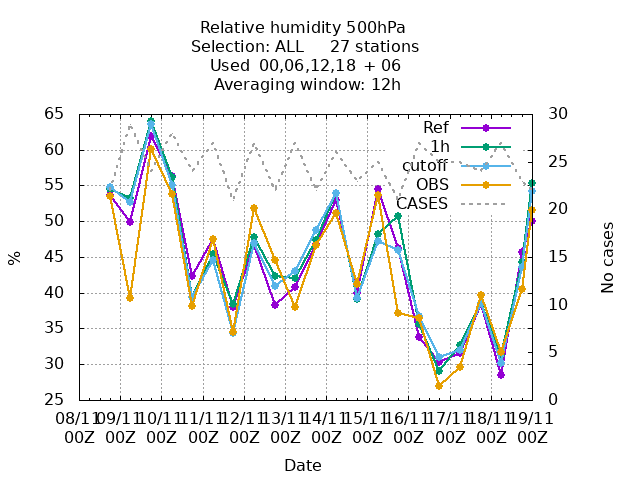 Relative humidity 500hPa
Selection: ALL 27 stations
Used 00,06,12,18 + 06
Averaging window: 12h
65
60
55
50
45
40
35
30
25
%
30
25
20
15
10
5
0
No cases
Ref
1h
cutoff
OBS
CASES
08/11 09/11 10/11 11/11 12/11 13/11 14/11 15/11 16/11 17/11 18/11 19/11
00Z 00Z 00Z 00Z 00Z 00Z 00Z 00Z 00Z 00Z 00Z 00Z
Date